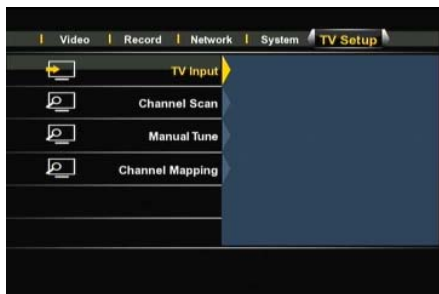 Video Record Network System TV Setup
TV Input
Channel Scan
Manual Tune
Channel Mapping